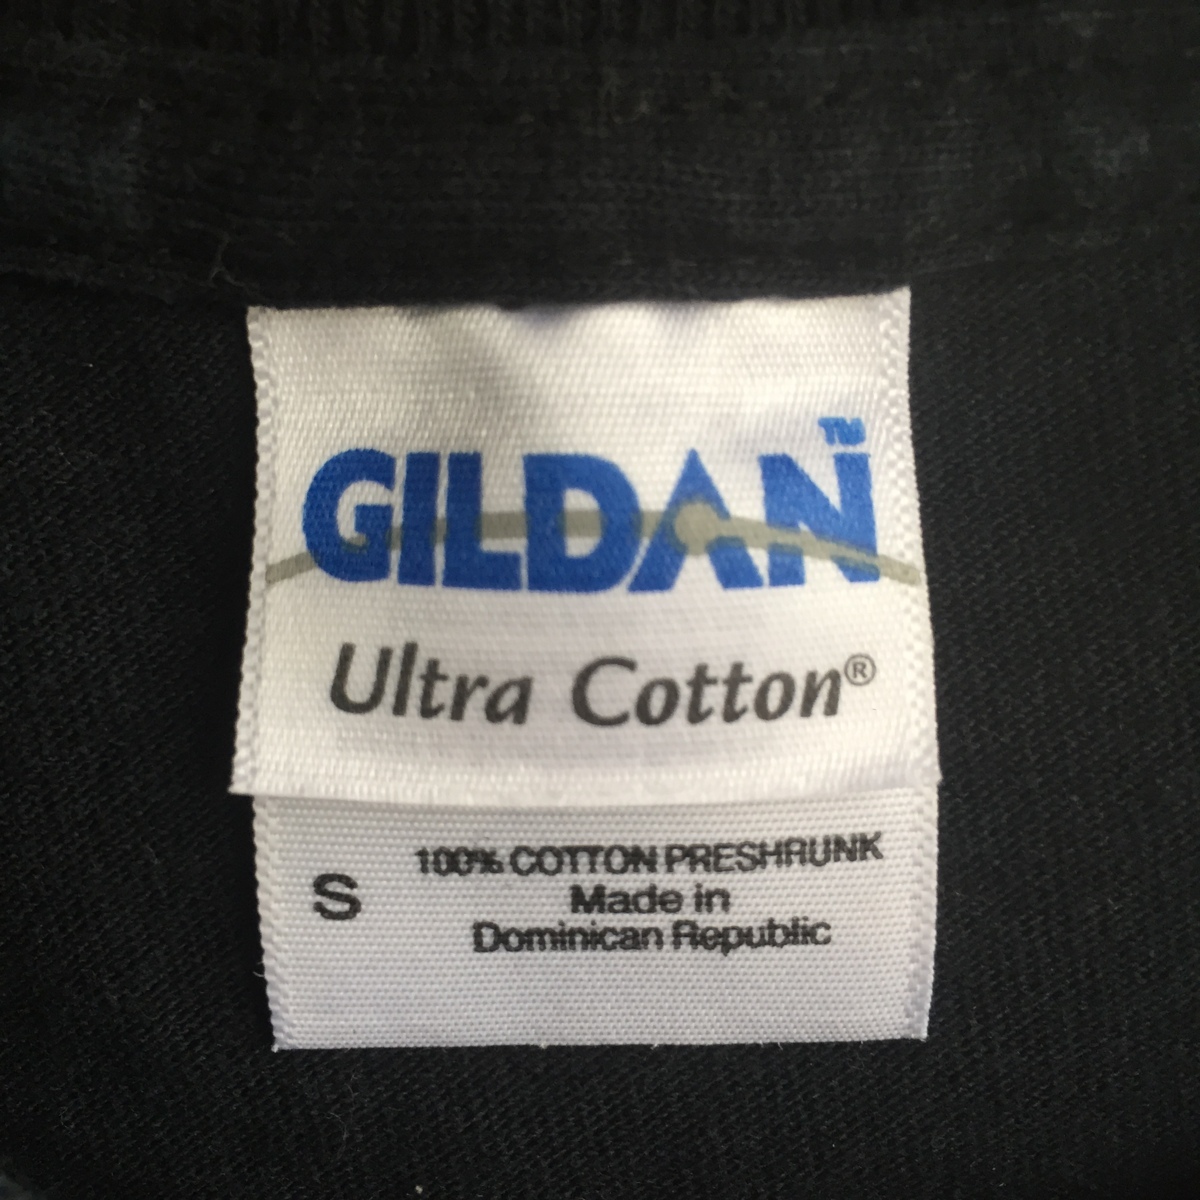 GILDAN™
Ultra Cotton®
S
100% COTTON PRESHRUNK
Made in
Dominican Republic